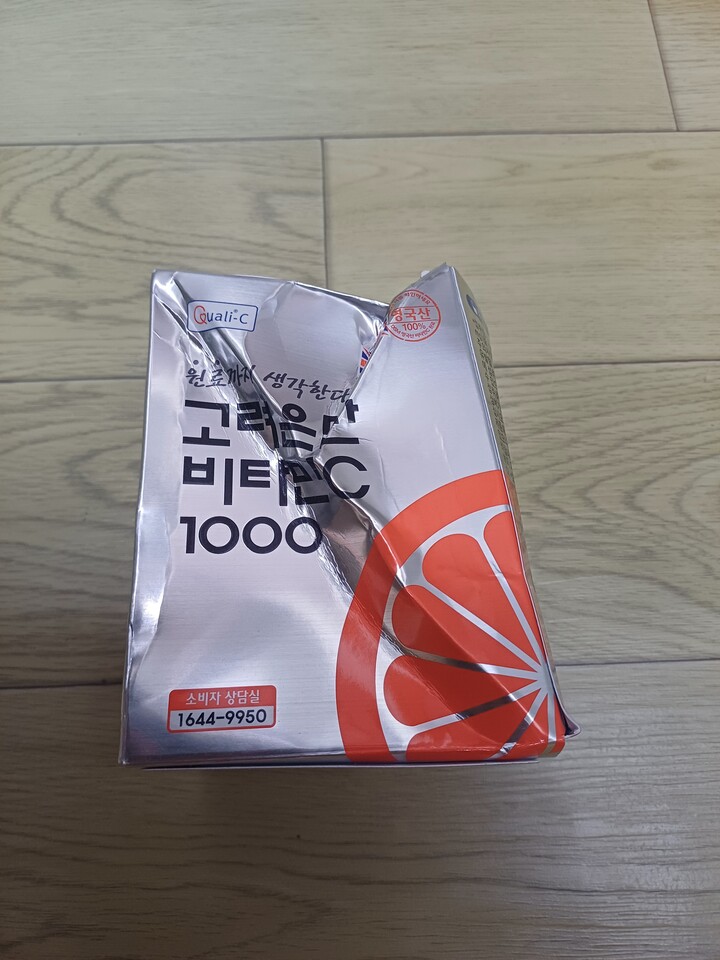 Quali-C
영국산
100%
원료까지 생각한다
고려은단
비타민C
1000
소비자 상담실
1644-9950